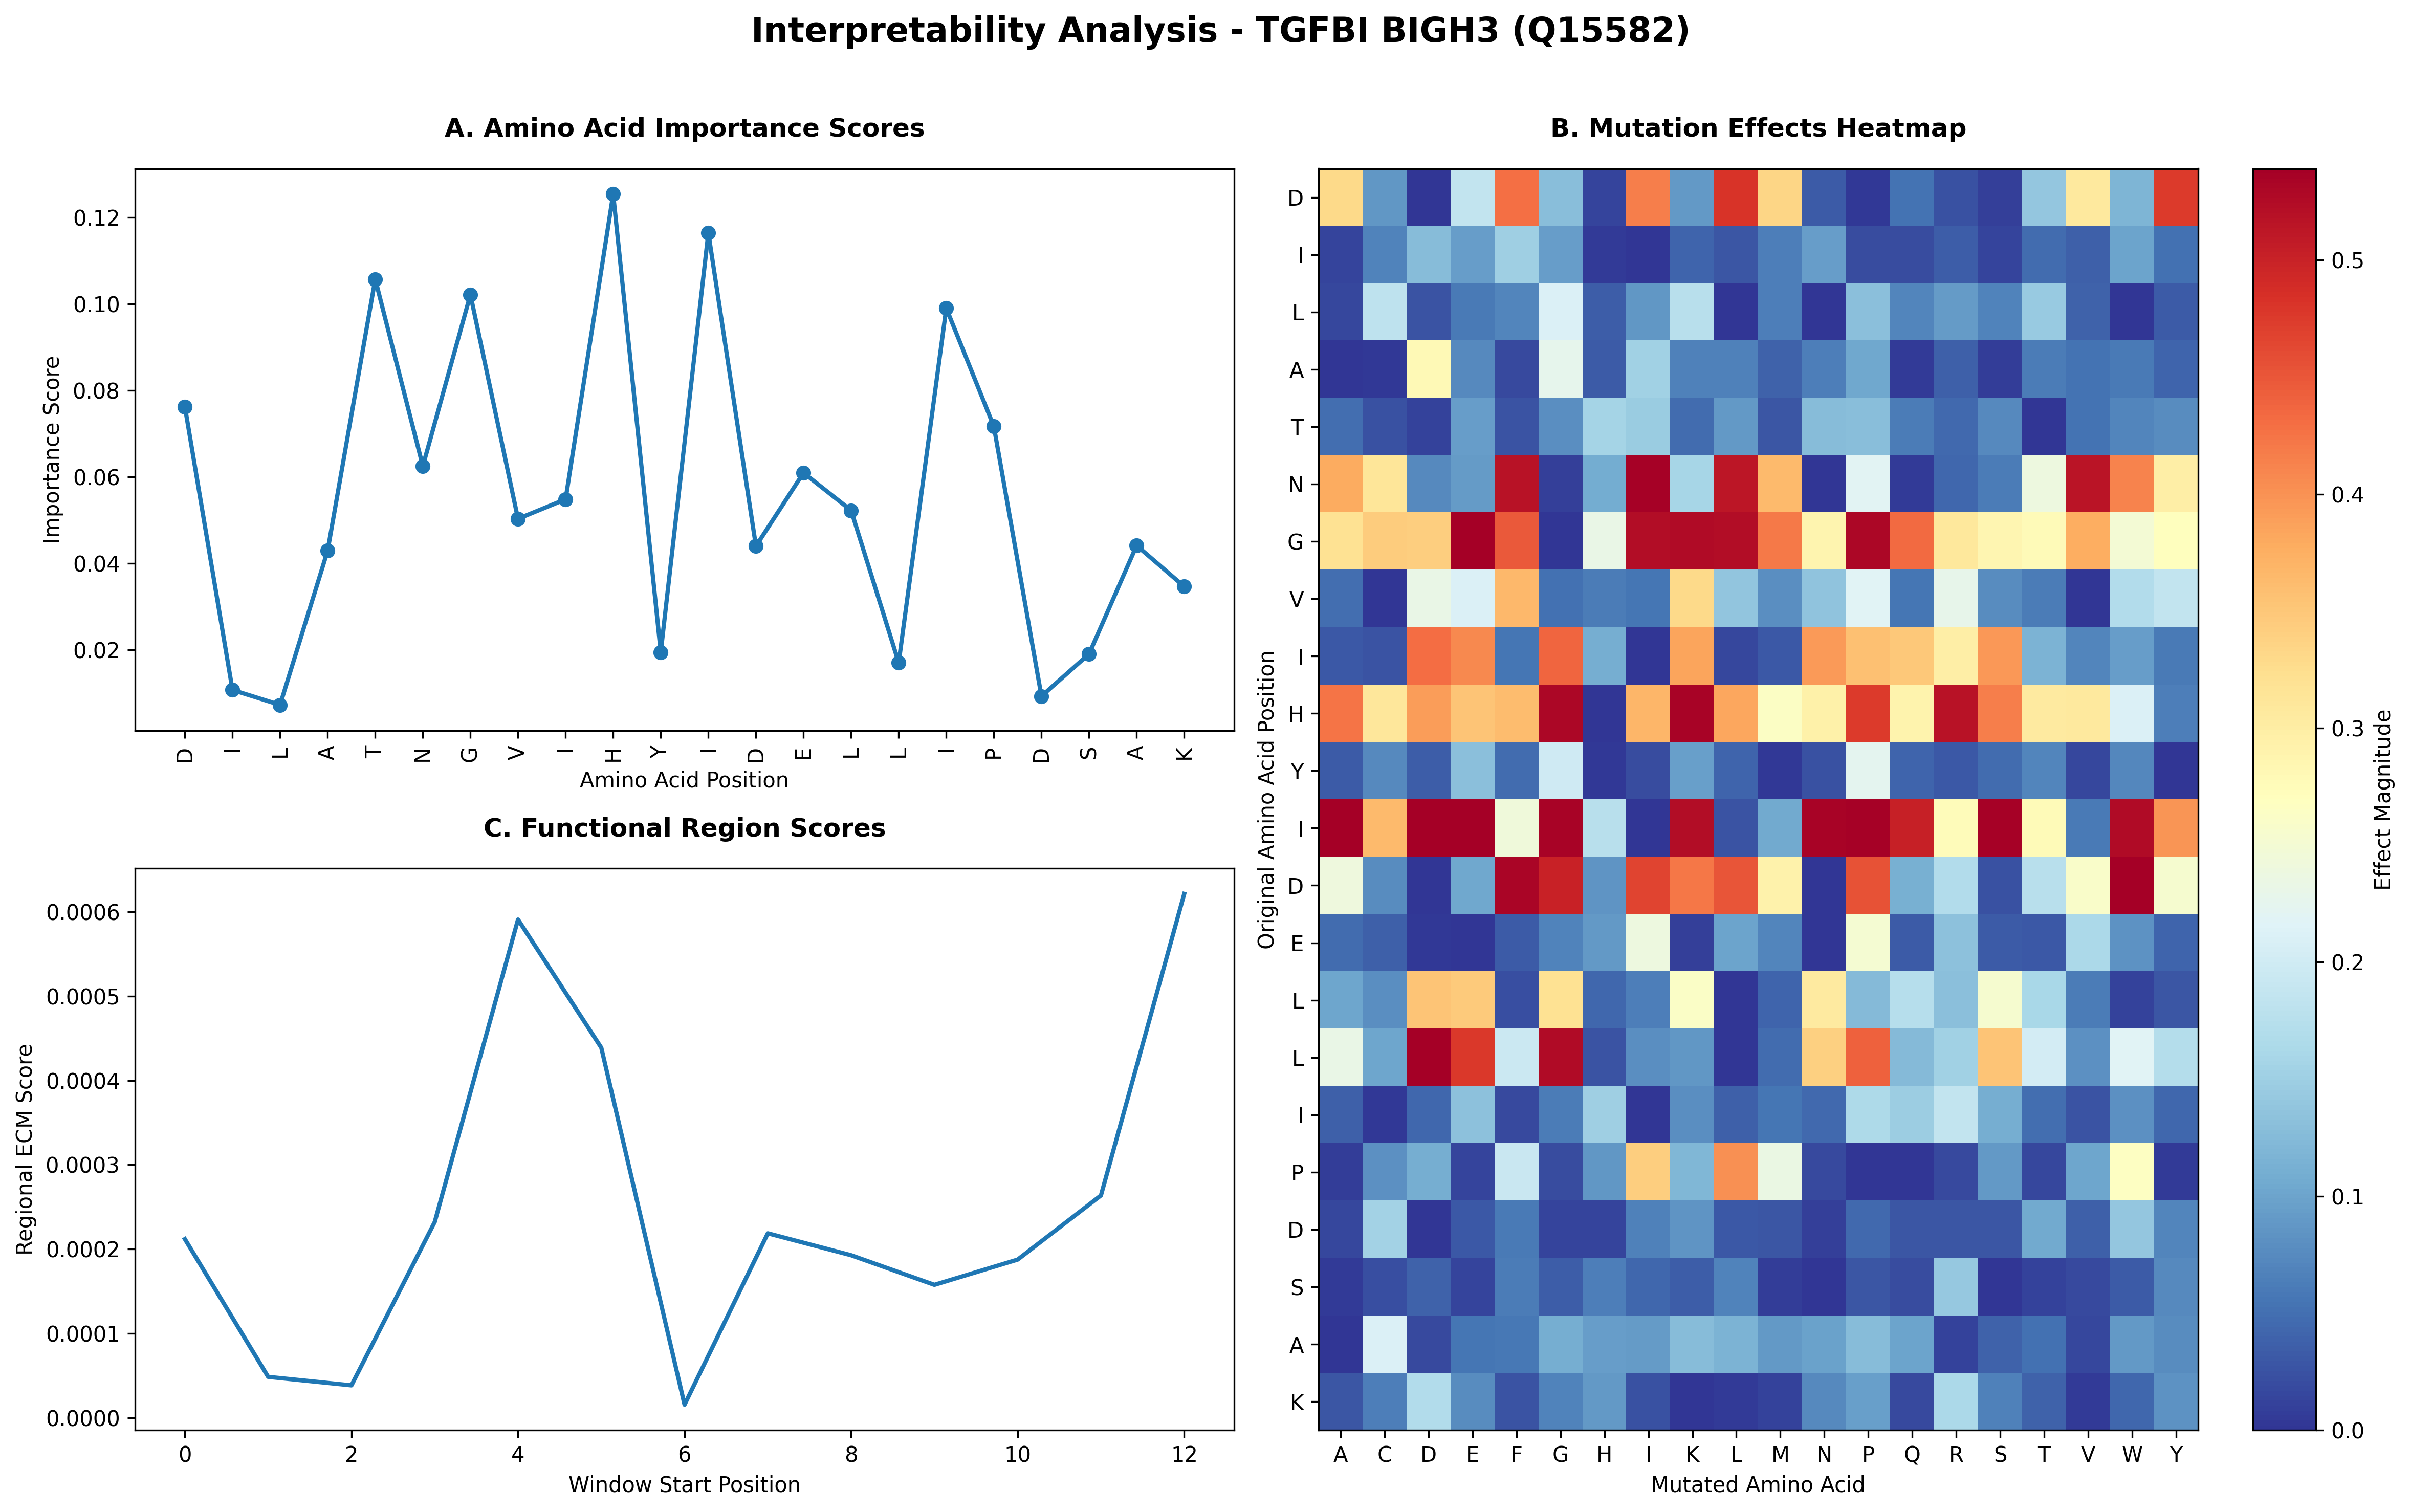 Interpretability Analysis - TGFBI BIGH3 (Q15582)
A. Amino Acid Importance Scores
Importance Score
0.12
0.10
0.08
0.06
0.04
0.02
D I L A T N G V I H Y I D E L L I P D S A K
Amino Acid Position
C. Functional Region Scores
Regional ECM Score
0.0006
0.0005
0.0004
0.0003
0.0002
0.0001
0.0000
0 2 4 6 8 10 12
Window Start Position
B. Mutation Effects Heatmap
Original Amino Acid Position
D
I
L
A
T
N
G
V
I
H
Y
I
D
E
L
L
I
P
D
S
A
K
A C D E F G H I K L M N P Q R S T V W Y
Mutated Amino Acid
0.5
0.4
0.3
0.2
0.1
0.0
Effect Magnitude